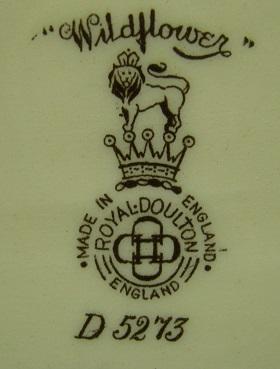 "Wildflower"
· MADE IN ENGLAND ·
ROYAL·DOULTON
ENGLAND
D 5273